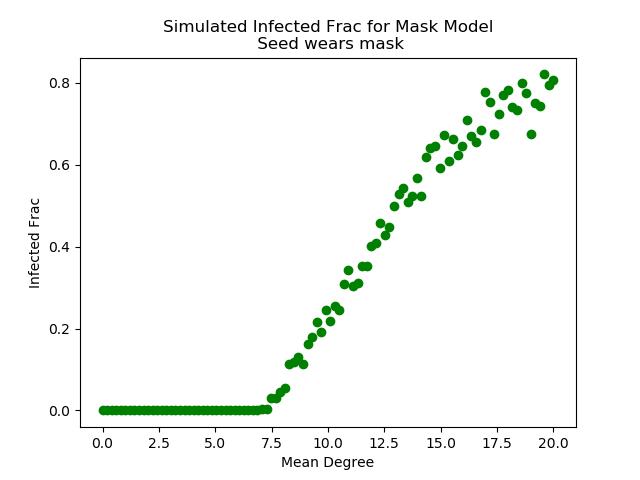 Simulated Infected Frac for Mask Model
Seed wears mask
0.8
0.6
0.4
0.2
0.0
Infected Frac
0.0 2.5 5.0 7.5 10.0 12.5 15.0 17.5 20.0
Mean Degree